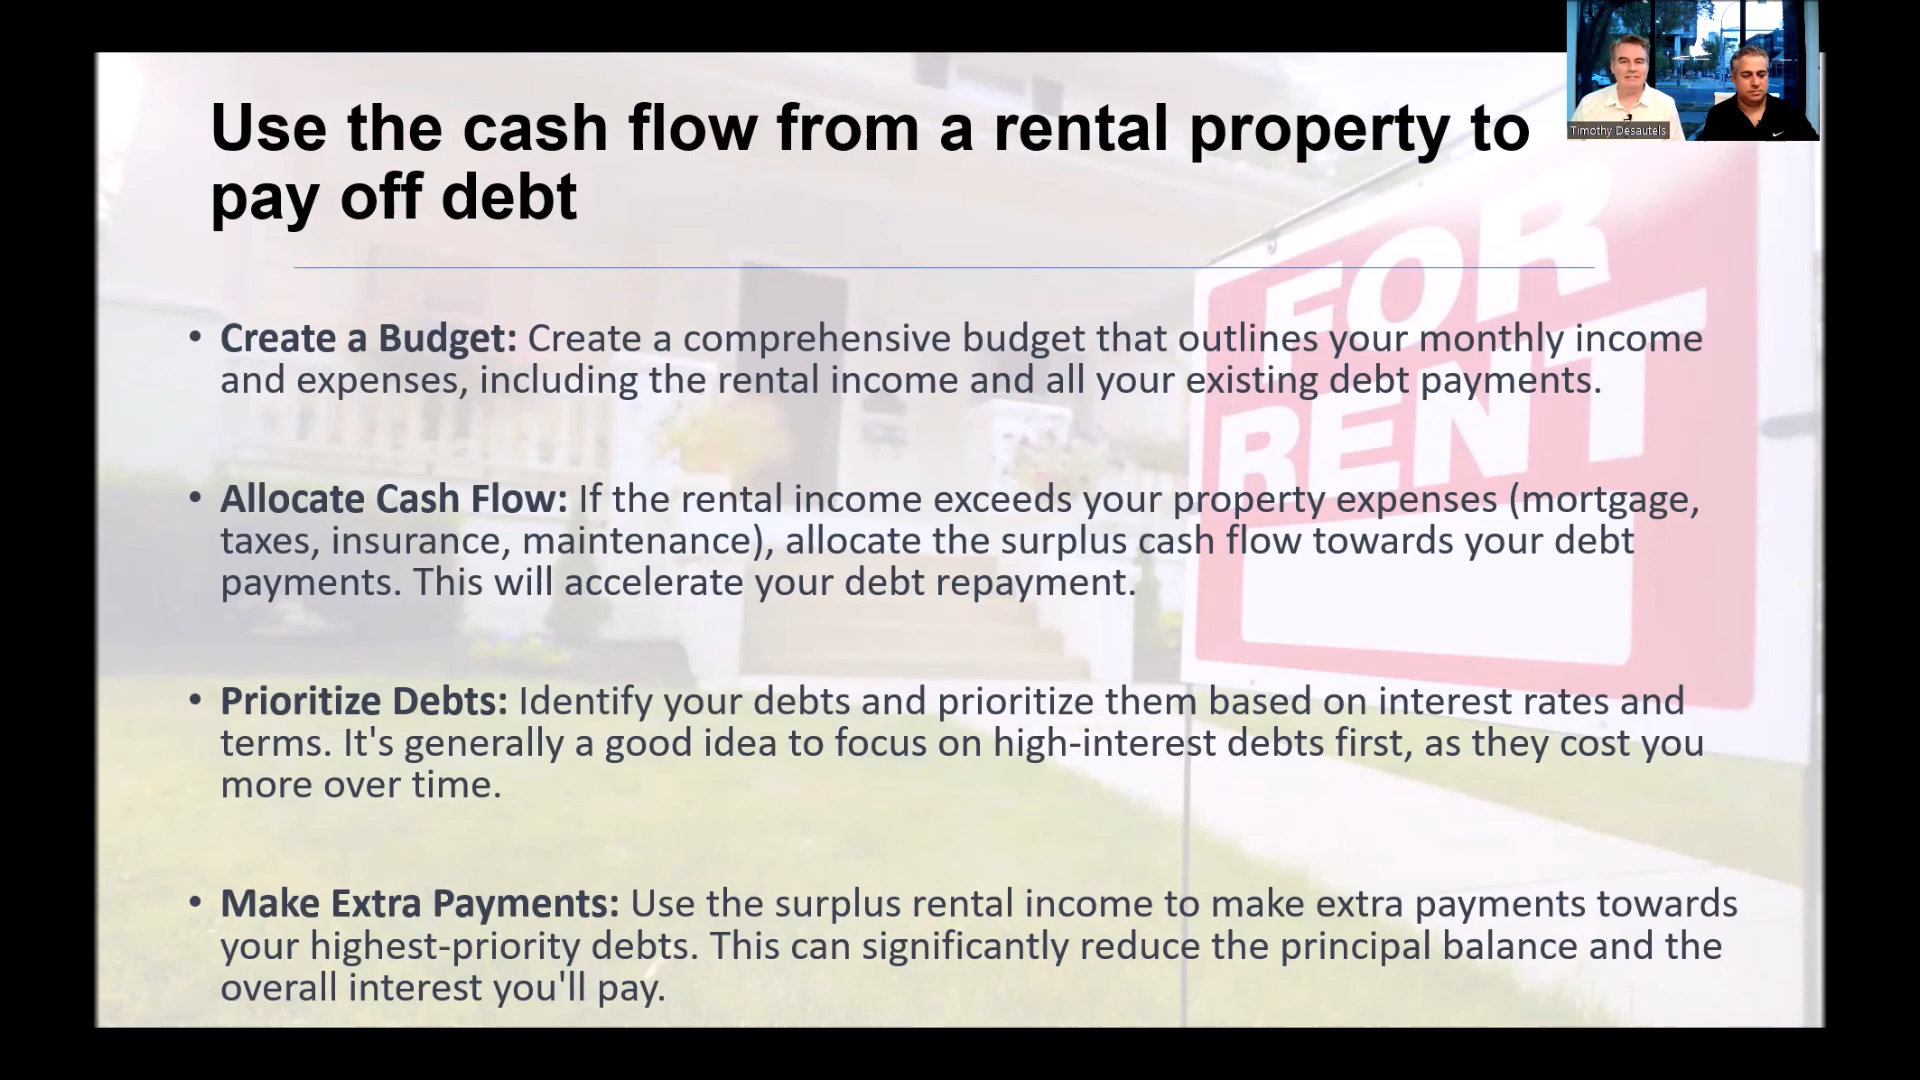 Use the cash flow from a rental property to
pay off debt
Timothy Desautels
FOR
RENT
• Create a Budget: Create a comprehensive budget that outlines your monthly income
and expenses, including the rental income and all your existing debt payments.
• Allocate Cash Flow: If the rental income exceeds your property expenses (mortgage,
taxes, insurance, maintenance), allocate the surplus cash flow towards your debt
payments. This will accelerate your debt repayment.
• Prioritize Debts: Identify your debts and prioritize them based on interest rates and
terms. It's generally a good idea to focus on high-interest debts first, as they cost you
more over time.
• Make Extra Payments: Use the surplus rental income to make extra payments towards
your highest-priority debts. This can significantly reduce the principal balance and the
overall interest you'll pay.